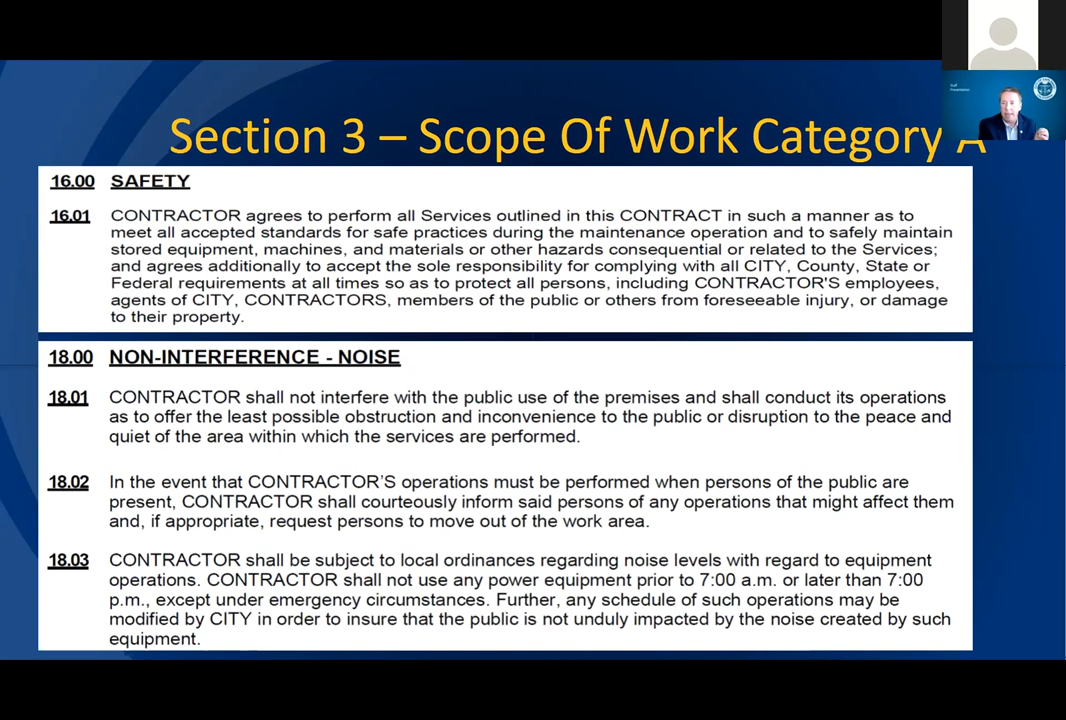 Staff
Presentation
Section 3 – Scope Of Work Category A
16.00 SAFETY
16.01 CONTRACTOR agrees to perform all Services outlined in this CONTRACT in such a manner as to
meet all accepted standards for safe practices during the maintenance operation and to safely maintain
stored equipment, machines, and materials or other hazards consequential or related to the Services;
and agrees additionally to accept the sole responsibility for complying with all CITY, County, State or
Federal requirements at all times so as to protect all persons, including CONTRACTOR'S employees,
agents of CITY, CONTRACTORS, members of the public or others from foreseeable injury, or damage
to their property.
18.00 NON-INTERFERENCE - NOISE
18.01 CONTRACTOR shall not interfere with the public use of the premises and shall conduct its operations
as to offer the least possible obstruction and inconvenience to the public or disruption to the peace and
quiet of the area within which the services are performed.
18.02 In the event that CONTRACTOR'S operations must be performed when persons of the public are
present, CONTRACTOR shall courteously inform said persons of any operations that might affect them
and, if appropriate, request persons to move out of the work area.
18.03 CONTRACTOR shall be subject to local ordinances regarding noise levels with regard to equipment
operations. CONTRACTOR shall not use any power equipment prior to 7:00 a.m. or later than 7:00
p.m., except under emergency circumstances. Further, any schedule of such operations may be
modified by CITY in order to insure that the public is not unduly impacted by the noise created by such
equipment.